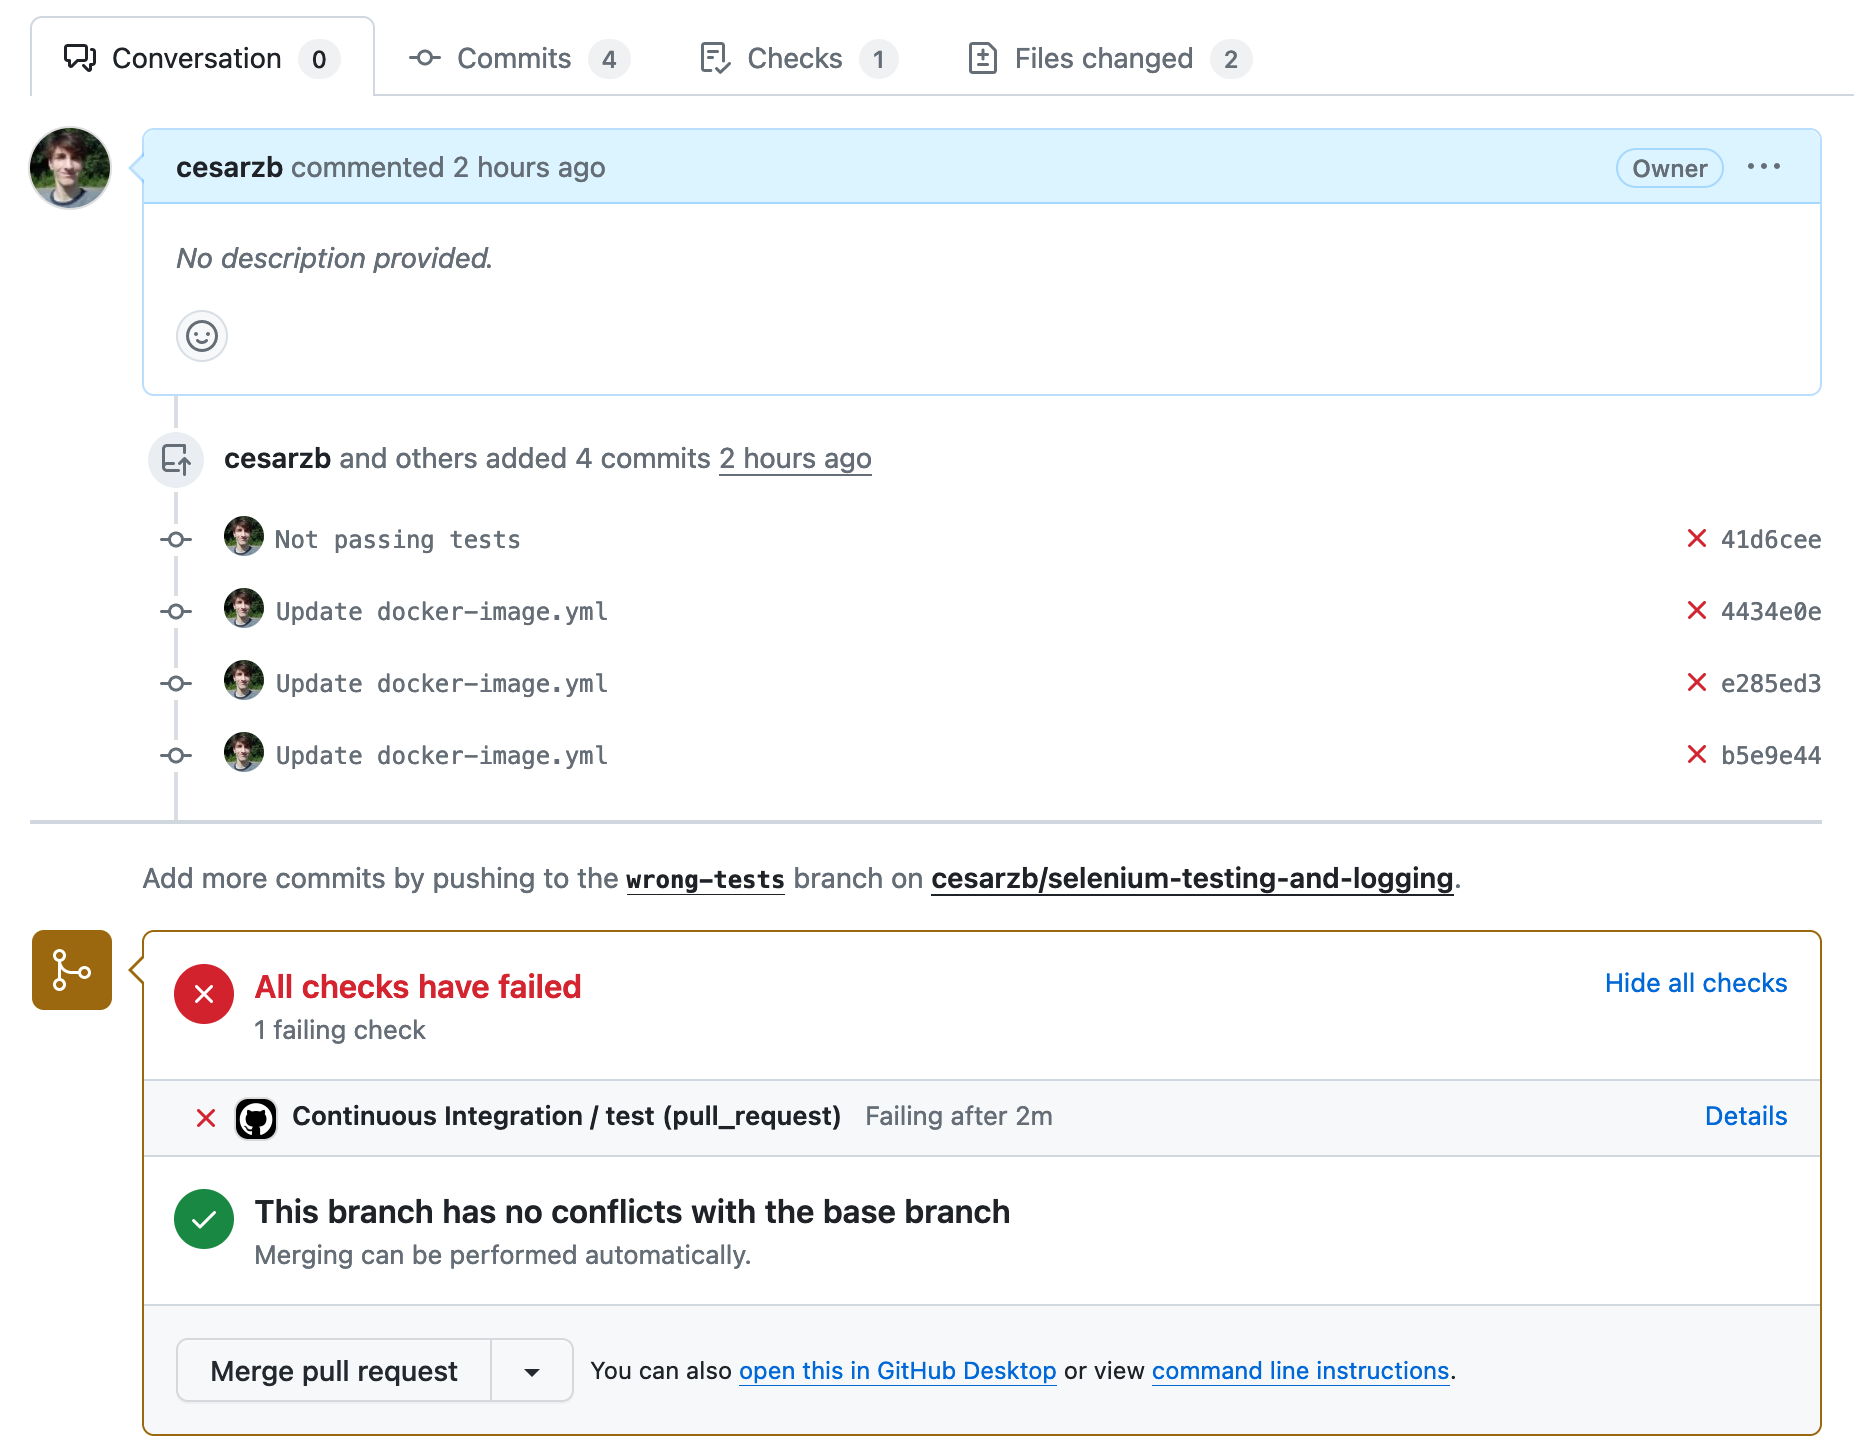 Conversation 0 Commits 4 Checks 1 Files changed 2
cesarzb commented 2 hours ago Owner
No description provided.
cesarzb and others added 4 commits 2 hours ago
Not passing tests 41d6cee
Update docker-image.yml 4434e0e
Update docker-image.yml e285ed3
Update docker-image.yml b5e9e44
Add more commits by pushing to the wrong-tests branch on cesarzb/selenium-testing-and-logging.
All checks have failed Hide all checks
1 failing check
Continuous Integration / test (pull_request) Failing after 2m Details
This branch has no conflicts with the base branch
Merging can be performed automatically.
Merge pull request You can also open this in GitHub Desktop or view command line instructions.